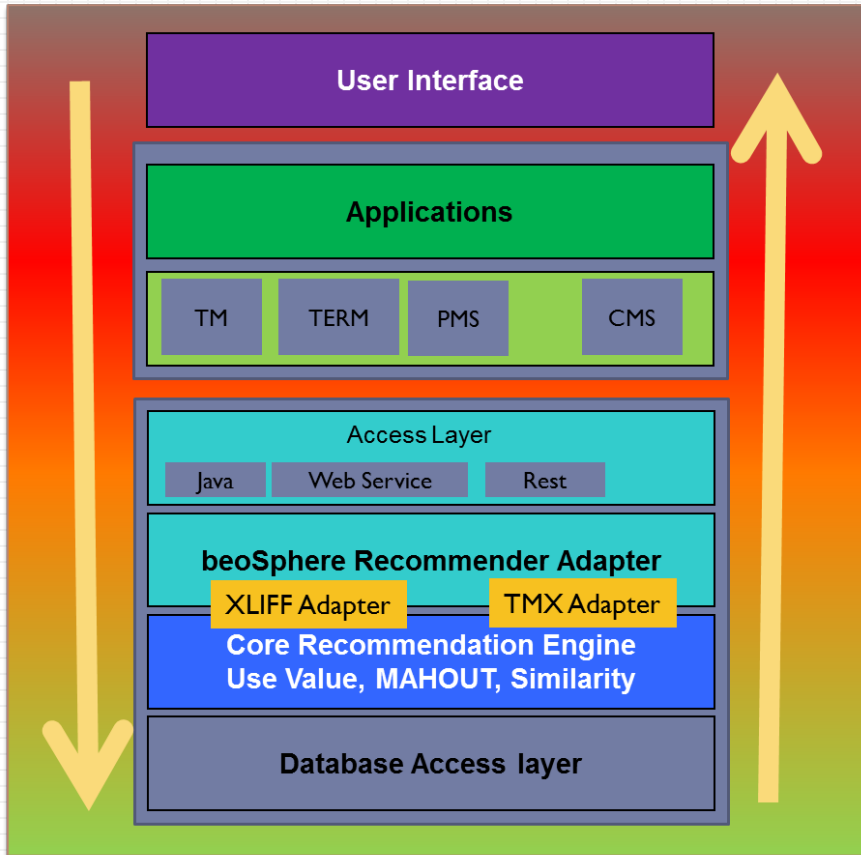 User Interface
Applications
TM TERM PMS CMS
Access Layer
Java Web Service Rest
beoSphere Recommender Adapter
XLIFF Adapter TMX Adapter
Core Recommendation Engine
Use Value, MAHOUT, Similarity
Database Access layer